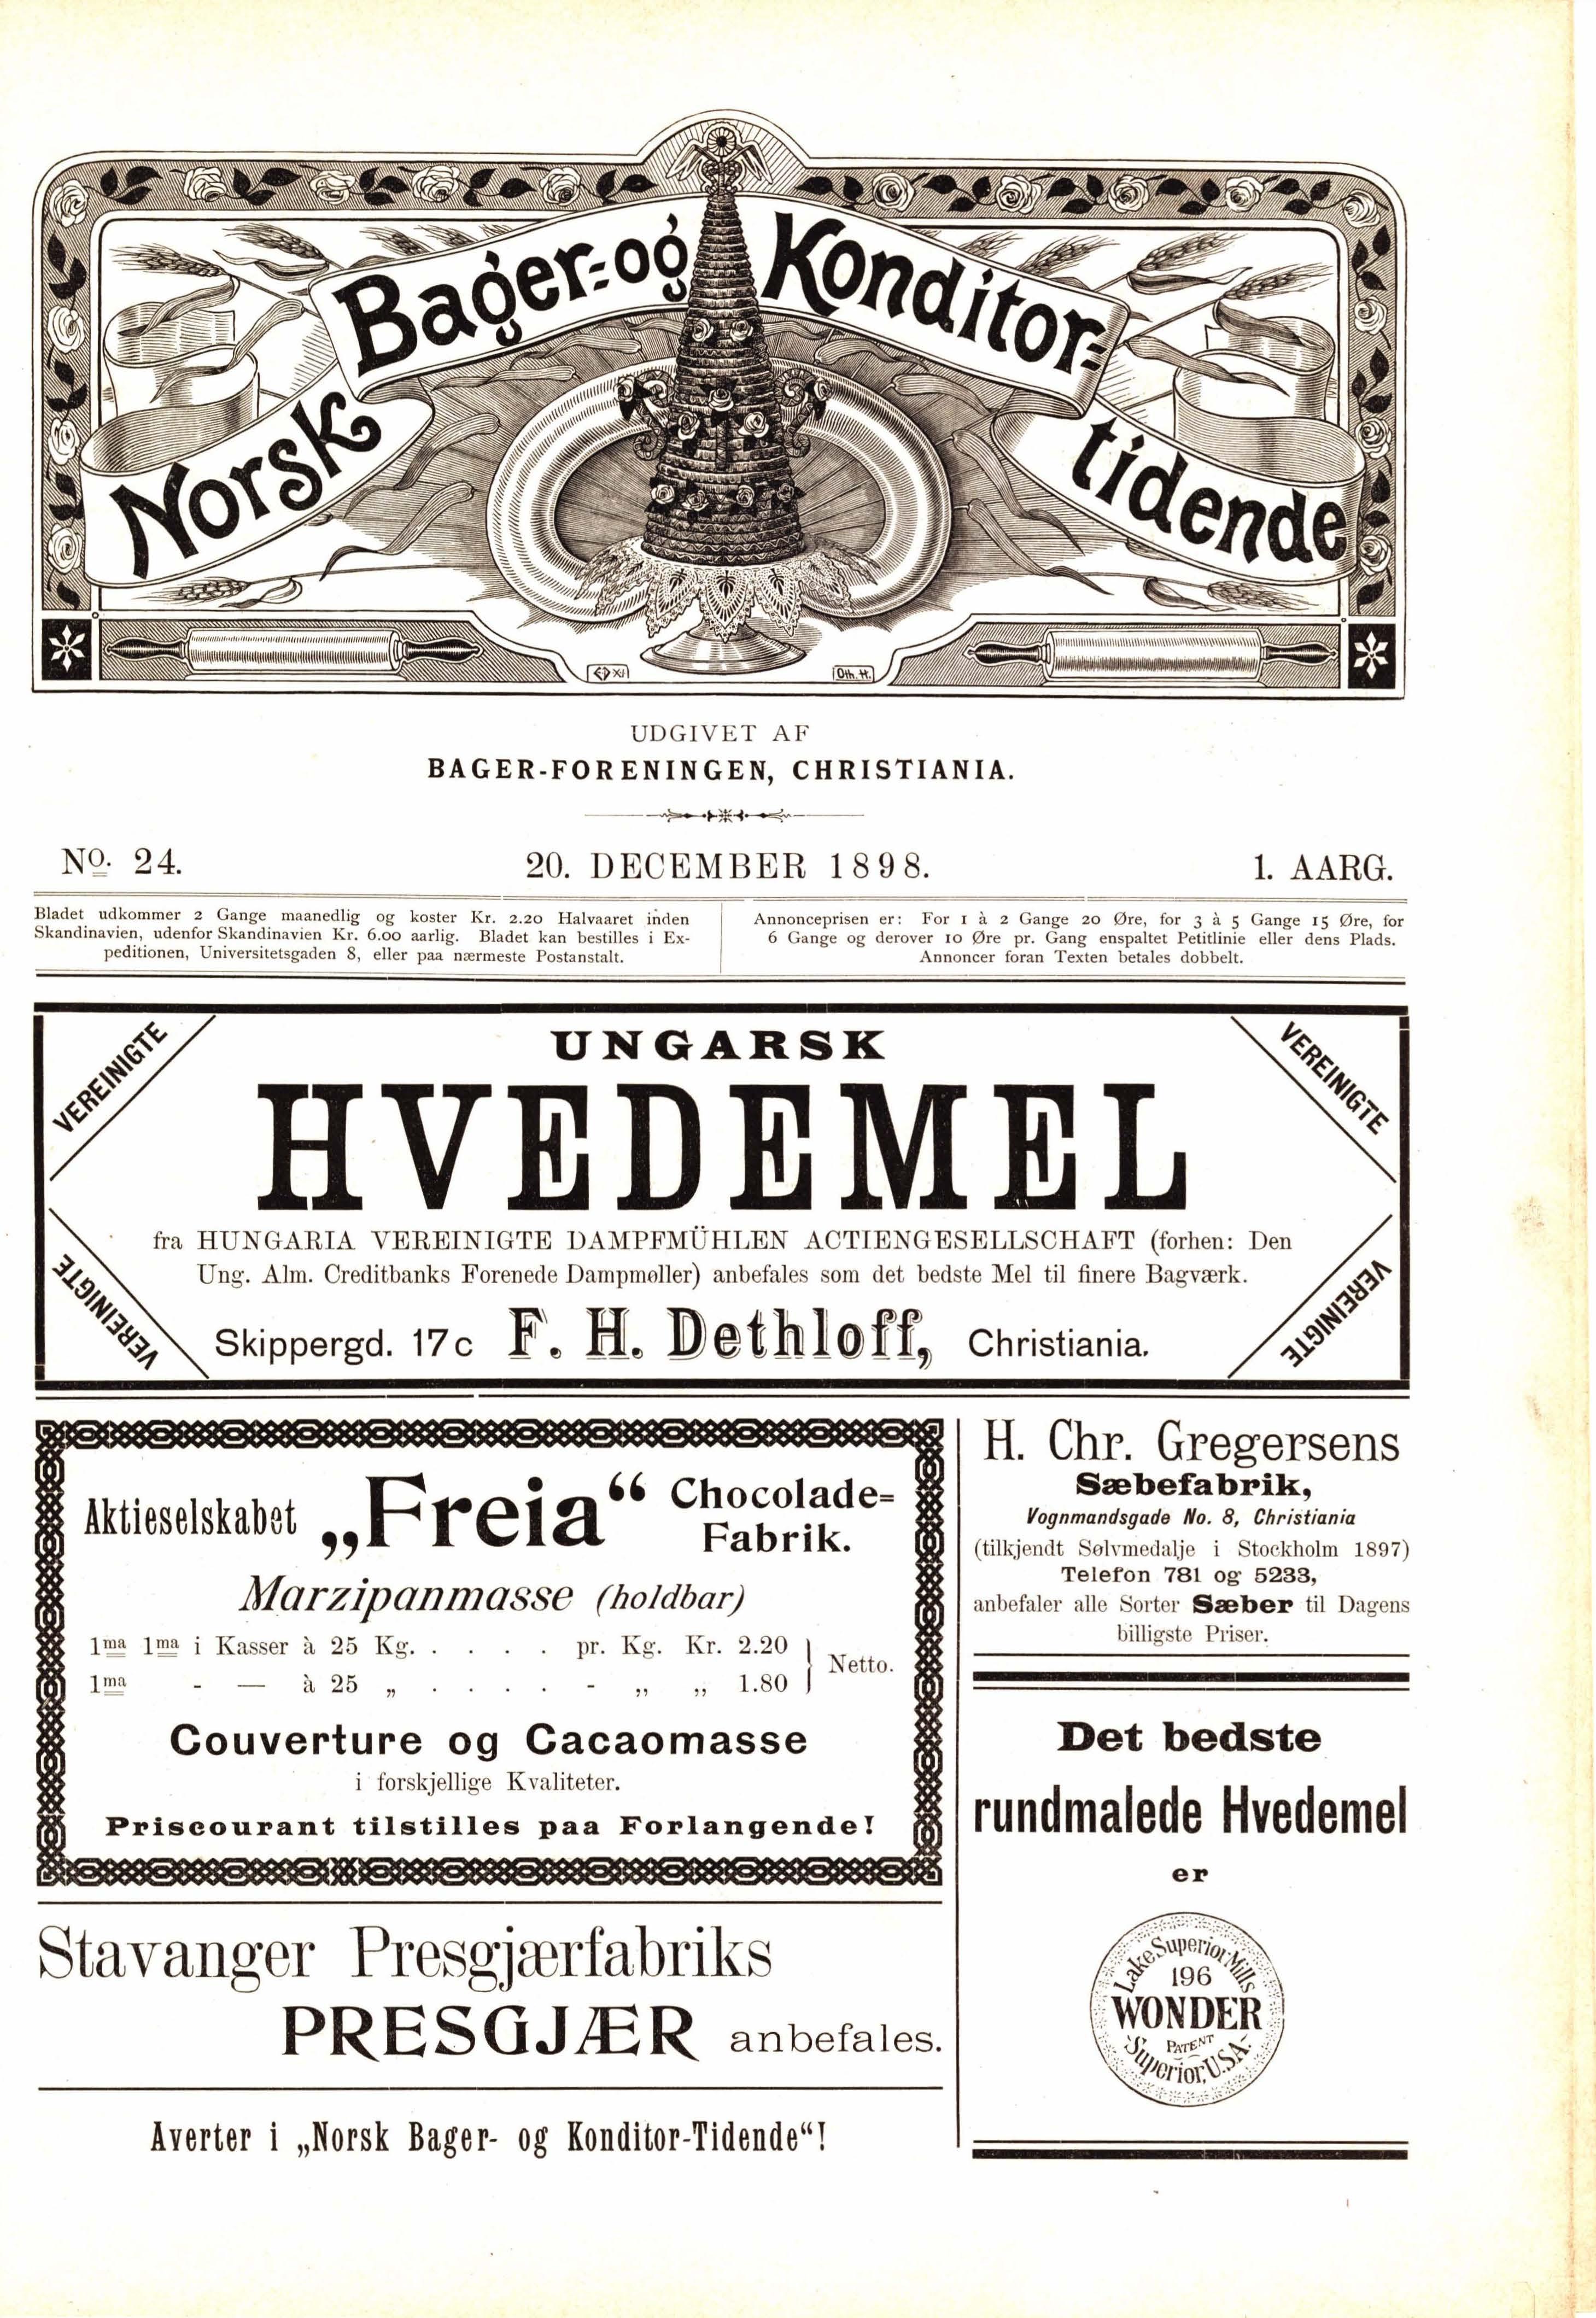 Norsk Bager- og Konditor-tidende
EP XII
Oth. H.
UDGIVET AF
BAGER-FORENINGEN, CHRISTIANIA.
No. 24.
20. DECEMBER 1898.
1. AARG.
Bladet udkommer 2 Gange maanedlig og koster Kr. 2.20 Halvaaret inden
Skandinavien, udenfor Skandinavien Kr. 6.00 aarlig. Bladet kan bestilles i Ex-
peditionen, Universitetsgaden 8, eller paa nærmeste Postanstalt.
Annonceprisen er: For 1 à 2 Gange 20 Øre, for 3 à 5 Gange 15 Øre, for
6 Gange og derover 10 Øre pr. Gang enspaltet Petitlinie eller dens Plads.
Annoncer foran Texten betales dobbelt.
VEREINIGTE
VEREINIGTE
UNGARSK
HVEDEMEL
fra HUNGARIA VEREINIGTE DAMPFMÜHLEN ACTIENGESELLSCHAFT (forhen: Den
Ung. Alm. Creditbanks Forenede Dampmøller) anbefales som det bedste Mel til finere Bagværk.
VEREINIGTE
VEREINIGTE
Skippergd. 17c F. H. Dethloff, Christiania.
Aktieselskabet „Freia“ Chocolade-
Fabrik.
Marzipanmasse (holdbar)
1ma 1ma i Kasser à 25 Kg. . . . . pr. Kg. Kr. 2.20
1ma - — à 25 „ . . . . - „ „ 1.80
Netto.
Couverture og Cacaomasse
i forskjellige Kvaliteter.
Priscourant tilstilles paa Forlangende!
Stavanger Presgjærfabriks
PRESGJÆR anbefales.
Averter i „Norsk Bager- og Konditor-Tidende“!
H. Chr. Gregersens
Sæbefabrik,
Vognmandsgade No. 8, Christiania
(tilkjendt Sølvmedalje i Stockholm 1897)
Telefon 781 og 5233,
anbefaler alle Sorter Sæber til Dagens
billigste Priser.
Det bedste
rundmalede Hvedemel
er
Lake Superior Mills
196
WONDER
PATENT
Superior, U.S.A.